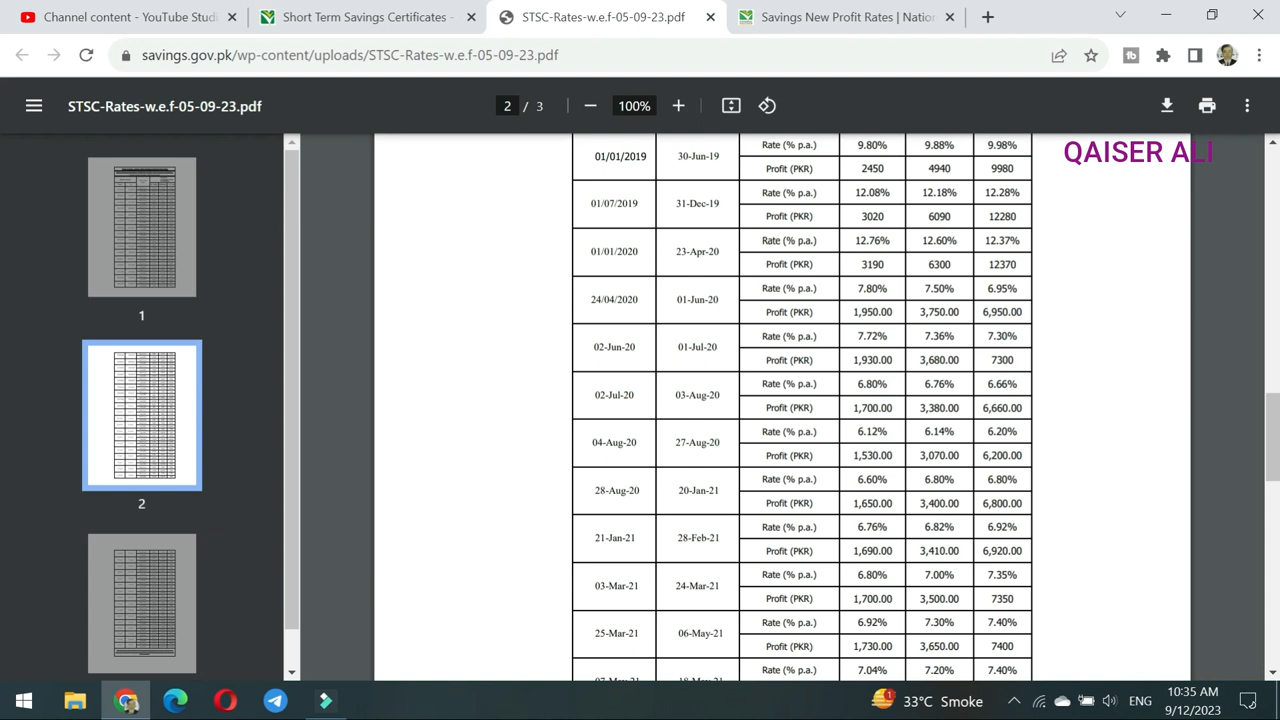 Channel content - YouTube Studi
Short Term Savings Certificates -
STSC-Rates-w.e.f-05-09-23.pdf
Savings New Profit Rates | Nation
savings.gov.pk/wp-content/uploads/STSC-Rates-w.e.f-05-09-23.pdf
STSC-Rates-w.e.f-05-09-23.pdf
2 / 3
100%
QAISER ALI
1
2
01/01/2019 30-Jun-19 Rate (% p.a.) 9.80% 9.88% 9.98%
Profit (PKR) 2450 4940 9980
01/07/2019 31-Dec-19 Rate (% p.a.) 12.08% 12.18% 12.28%
Profit (PKR) 3020 6090 12280
01/01/2020 23-Apr-20 Rate (% p.a.) 12.76% 12.60% 12.37%
Profit (PKR) 3190 6300 12370
24/04/2020 01-Jun-20 Rate (% p.a.) 7.80% 7.50% 6.95%
Profit (PKR) 1,950.00 3,750.00 6,950.00
02-Jun-20 01-Jul-20 Rate (% p.a.) 7.72% 7.36% 7.30%
Profit (PKR) 1,930.00 3,680.00 7300
02-Jul-20 03-Aug-20 Rate (% p.a.) 6.80% 6.76% 6.66%
Profit (PKR) 1,700.00 3,380.00 6,660.00
04-Aug-20 27-Aug-20 Rate (% p.a.) 6.12% 6.14% 6.20%
Profit (PKR) 1,530.00 3,070.00 6,200.00
28-Aug-20 20-Jan-21 Rate (% p.a.) 6.60% 6.80% 6.80%
Profit (PKR) 1,650.00 3,400.00 6,800.00
21-Jan-21 28-Feb-21 Rate (% p.a.) 6.76% 6.82% 6.92%
Profit (PKR) 1,690.00 3,410.00 6,920.00
03-Mar-21 24-Mar-21 Rate (% p.a.) 6.80% 7.00% 7.35%
Profit (PKR) 1,700.00 3,500.00 7350
25-Mar-21 06-May-21 Rate (% p.a.) 6.92% 7.30% 7.40%
Profit (PKR) 1,730.00 3,650.00 7400
Rate (% p.a.) 7.04% 7.20% 7.40%
33°C Smoke
ENG
10:35 AM
9/12/2023